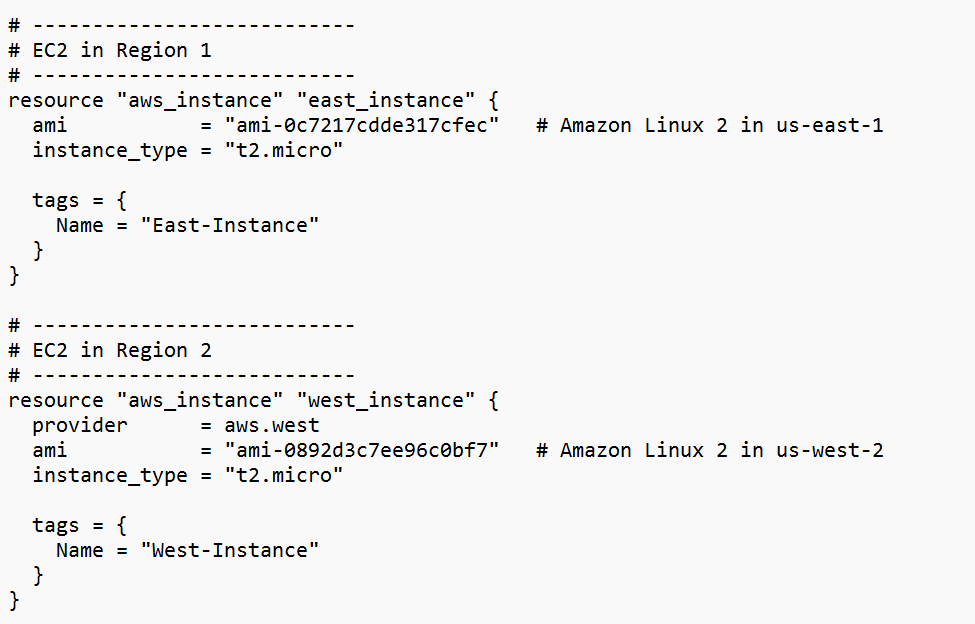 # ---------------------------
# EC2 in Region 1
# ---------------------------
resource "aws_instance" "east_instance" {
  ami           = "ami-0c7217cdde317cfec"   # Amazon Linux 2 in us-east-1
  instance_type = "t2.micro"

  tags = {
    Name = "East-Instance"
  }
}

# ---------------------------
# EC2 in Region 2
# ---------------------------
resource "aws_instance" "west_instance" {
  provider      = aws.west
  ami           = "ami-0892d3c7ee96c0bf7"   # Amazon Linux 2 in us-west-2
  instance_type = "t2.micro"

  tags = {
    Name = "West-Instance"
  }
}